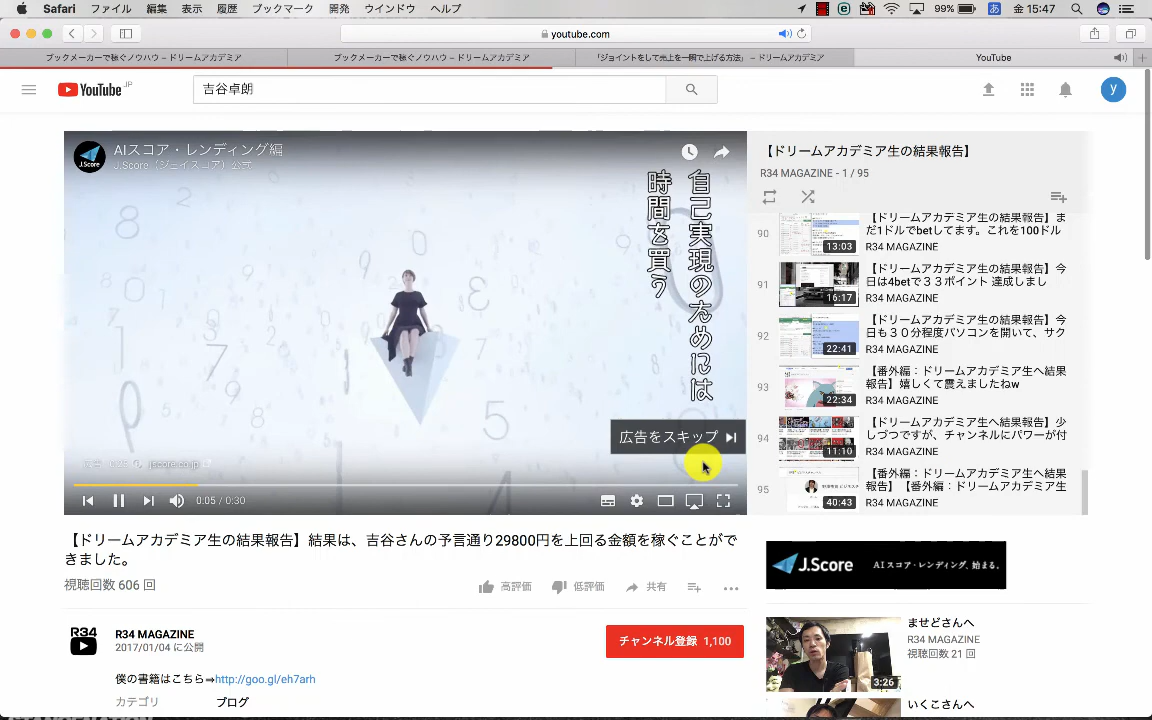 Safari ファイル 編集 表示 履歴 ブックマーク 開発 ウインドウ ヘルプ
99% あ 金 15:47
youtube.com
ブックメーカーで稼ぐノウハウ – ドリームアカデミア
ブックメーカーで稼ぐノウハウ – ドリームアカデミア
「ジョイントをして売上を一瞬で上げる方法」 – ドリームアカデミア
YouTube
YouTube JP
吉谷卓朗
y
J.Score
AIスコア・レンディング編
J.Score（ジェイスコア）公式
自己実現のためには
時間を買う
広告をスキップ
jscore.co.jp
0:05 / 0:30
【ドリームアカデミア生の結果報告】
R34 MAGAZINE - 1 / 95
90
13:03
【ドリームアカデミア生の結果報告】ま
だ1ドルでbetしてます。これを100ドル
R34 MAGAZINE
91
16:17
【ドリームアカデミア生の結果報告】今
日は4betで３３ポイント 達成しまし
R34 MAGAZINE
92
22:41
【ドリームアカデミア生の結果報告】今
日も３０分程度パソコンを開いて、サク
R34 MAGAZINE
93
22:34
【番外編：ドリームアカデミア生へ結果
報告】嬉しくて震えましたねw
R34 MAGAZINE
94
11:10
【ドリームアカデミア生の結果報告】少
しづつですが、チャンネルにパワーが付
R34 MAGAZINE
95
40:43
【番外編：ドリームアカデミア生へ結果
報告】【番外編：ドリームアカデミア生
R34 MAGAZINE
【ドリームアカデミア生の結果報告】結果は、吉谷さんの予言通り29800円を上回る金額を稼ぐことがで
きました。
視聴回数 606 回
高評価 低評価 共有
R34
R34 MAGAZINE
2017/01/04 に公開
チャンネル登録 1,100
僕の書籍はこちら⇒http://goo.gl/eh7arh
カテゴリ ブログ
J.Score AIスコア・レンディング、始まる。
ませどさんへ
R34 MAGAZINE
視聴回数 21 回
3:26
いくこさんへ